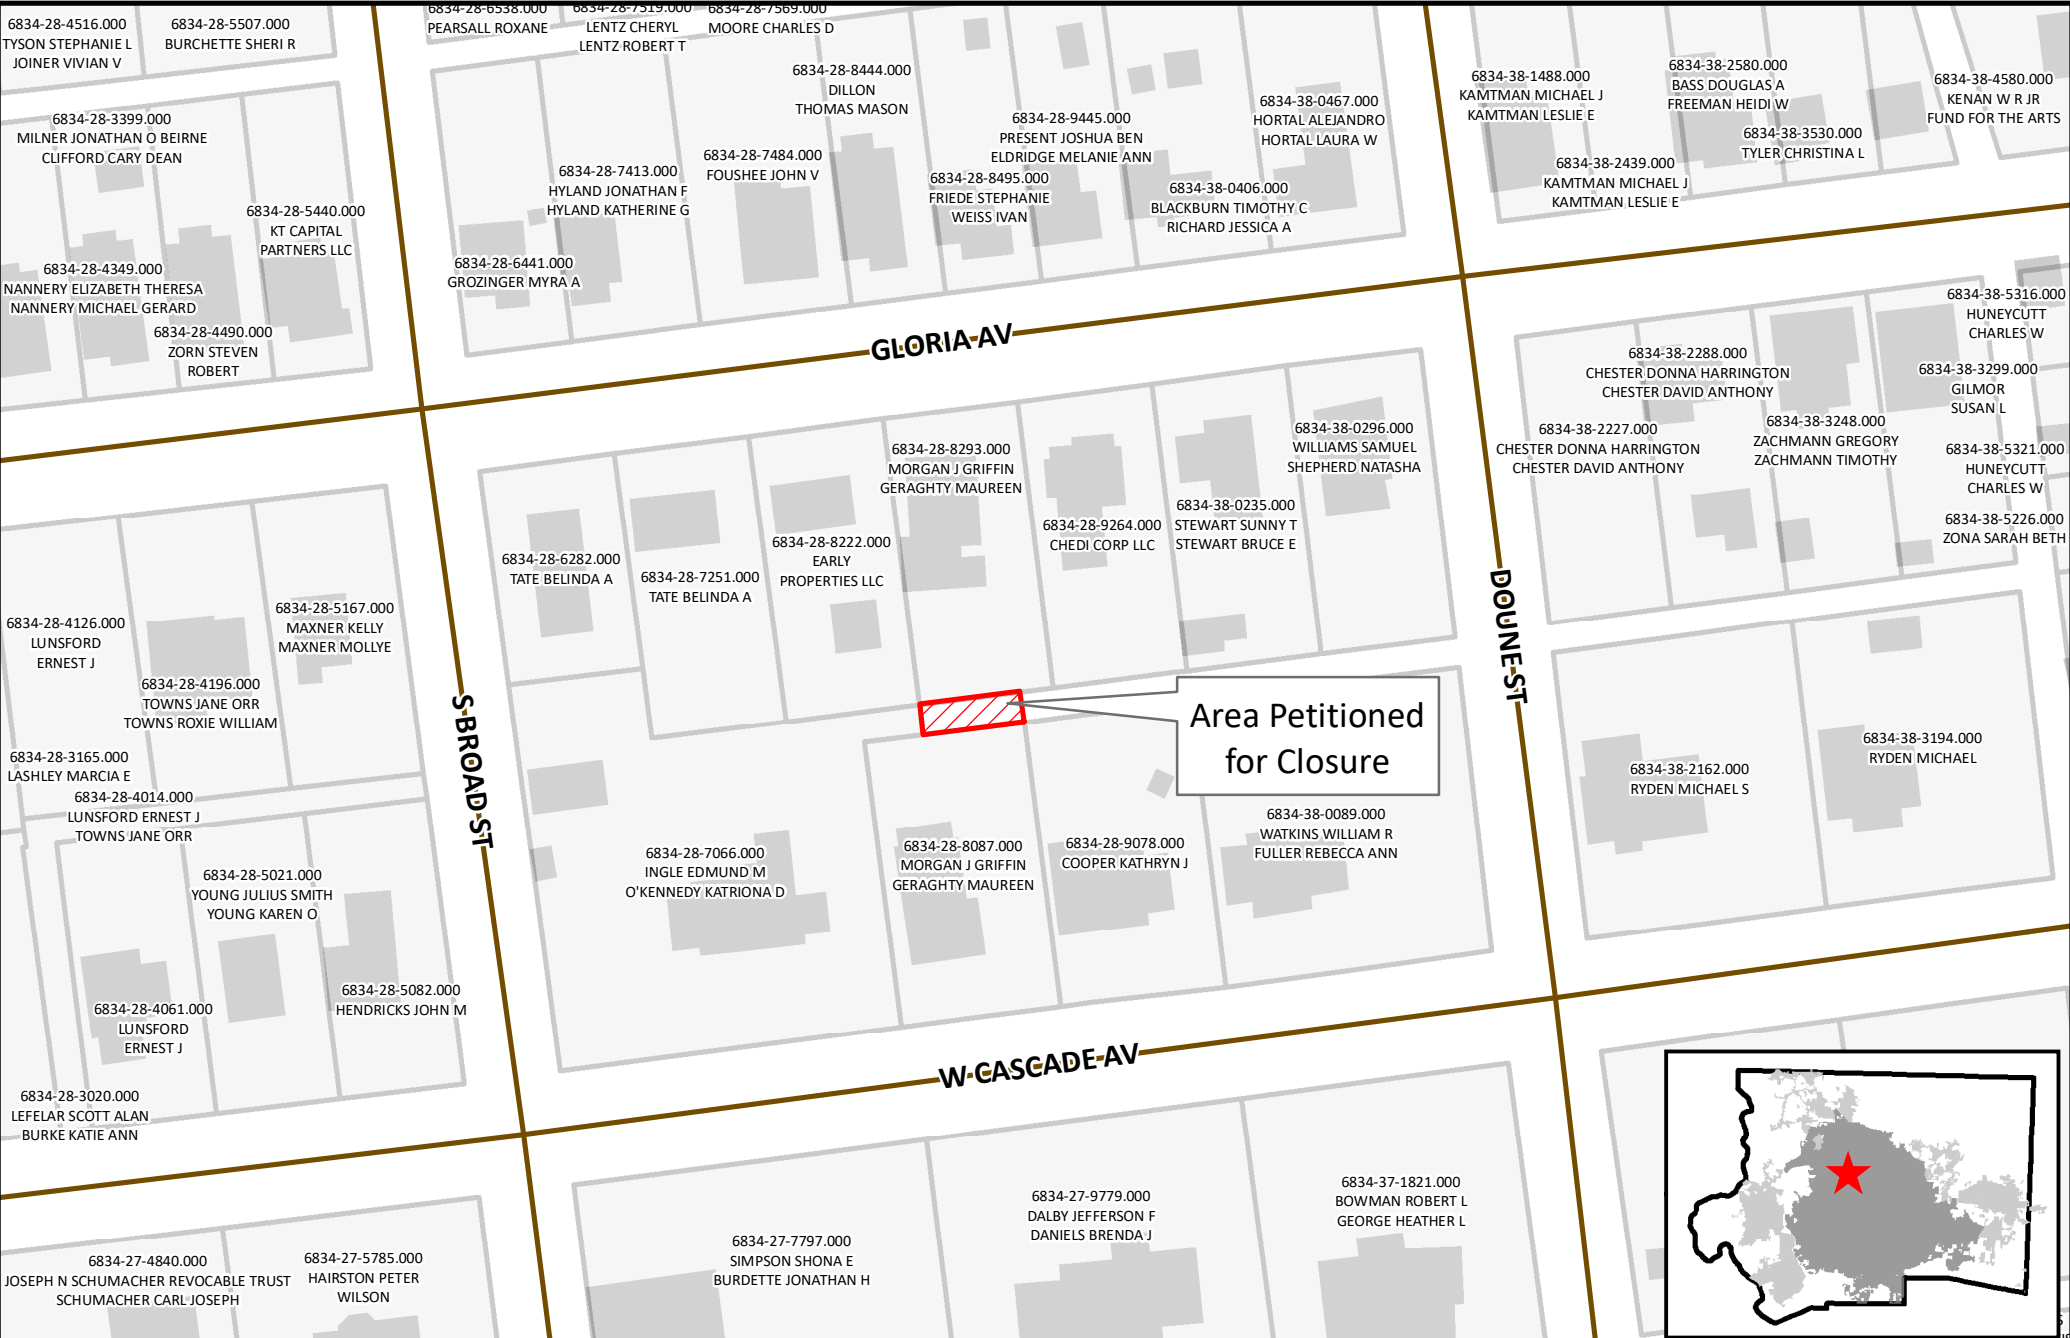 6834-28-4516.000
TYSON STEPHANIE L
JOINER VIVIAN V
6834-28-5507.000
BURCHETTE SHERI R
6834-28-6538.000
PEARSALL ROXANE
6834-28-7519.000
LENTZ CHERYL
LENTZ ROBERT T
6834-28-7569.000
MOORE CHARLES D
6834-28-8444.000
DILLON
THOMAS MASON
6834-28-3399.000
MILNER JONATHAN O BEIRNE
CLIFFORD CARY DEAN
6834-28-7413.000
HYLAND JONATHAN F
HYLAND KATHERINE G
6834-28-7484.000
FOUSHEE JOHN V
6834-28-9445.000
PRESENT JOSHUA BEN
ELDRIDGE MELANIE ANN
6834-28-8495.000
FRIEDE STEPHANIE
WEISS IVAN
6834-38-0467.000
HORTAL ALEJANDRO
HORTAL LAURA W
6834-38-0406.000
BLACKBURN TIMOTHY C
RICHARD JESSICA A
6834-38-1488.000
KAMTMAN MICHAEL J
KAMTMAN LESLIE E
6834-38-2580.000
BASS DOUGLAS A
FREEMAN HEIDI W
6834-38-3530.000
TYLER CHRISTINA L
6834-38-4580.000
KENAN W R JR
FUND FOR THE ARTS
6834-38-2439.000
KAMTMAN MICHAEL J
KAMTMAN LESLIE E
6834-28-5440.000
KT CAPITAL
PARTNERS LLC
6834-28-4349.000
NANNERY ELIZABETH THERESA
NANNERY MICHAEL GERARD
6834-28-4490.000
ZORN STEVEN
ROBERT
6834-28-6441.000
GROZINGER MYRA A
GLORIA AV
6834-38-5316.000
HUNEYCUTT
CHARLES W
6834-38-2288.000
CHESTER DONNA HARRINGTON
CHESTER DAVID ANTHONY
6834-38-3299.000
GILMOR
SUSAN L
6834-38-2227.000
CHESTER DONNA HARRINGTON
CHESTER DAVID ANTHONY
6834-38-3248.000
ZACHMANN GREGORY
ZACHMANN TIMOTHY
6834-38-5321.000
HUNEYCUTT
CHARLES W
6834-38-5226.000
ZONA SARAH BETH
6834-28-8293.000
MORGAN J GRIFFIN
GERAGHTY MAUREEN
6834-38-0296.000
WILLIAMS SAMUEL
SHEPHERD NATASHA
6834-38-0235.000
STEWART SUNNY T
STEWART BRUCE E
6834-28-9264.000
CHEDI CORP LLC
6834-28-8222.000
EARLY
PROPERTIES LLC
6834-28-6282.000
TATE BELINDA A
6834-28-7251.000
TATE BELINDA A
DOUNE ST
6834-28-4126.000
LUNSFORD
ERNEST J
6834-28-5167.000
MAXNER KELLY
MAXNER MOLLYE
6834-28-4196.000
TOWNS JANE ORR
TOWNS ROXIE WILLIAM
S BROAD ST
Area Petitioned
for Closure
6834-28-3165.000
LASHLEY MARCIA E
6834-28-4014.000
LUNSFORD ERNEST J
TOWNS JANE ORR
6834-38-2162.000
RYDEN MICHAEL S
6834-38-3194.000
RYDEN MICHAEL
6834-28-7066.000
INGLE EDMUND M
O'KENNEDY KATRIONA D
6834-28-8087.000
MORGAN J GRIFFIN
GERAGHTY MAUREEN
6834-28-9078.000
COOPER KATHRYN J
6834-38-0089.000
WATKINS WILLIAM R
FULLER REBECCA ANN
6834-28-5021.000
YOUNG JULIUS SMITH
YOUNG KAREN O
6834-28-5082.000
HENDRICKS JOHN M
6834-28-4061.000
LUNSFORD
ERNEST J
W CASCADE AV
6834-28-3020.000
LEFELAR SCOTT ALAN
BURKE KATIE ANN
6834-27-4840.000
JOSEPH N SCHUMACHER REVOCABLE TRUST
SCHUMACHER CARL JOSEPH
6834-27-5785.000
HAIRSTON PETER
WILSON
6834-27-7797.000
SIMPSON SHONA E
BURDETTE JONATHAN H
6834-27-9779.000
DALBY JEFFERSON F
DANIELS BRENDA J
6834-37-1821.000
BOWMAN ROBERT L
GEORGE HEATHER L